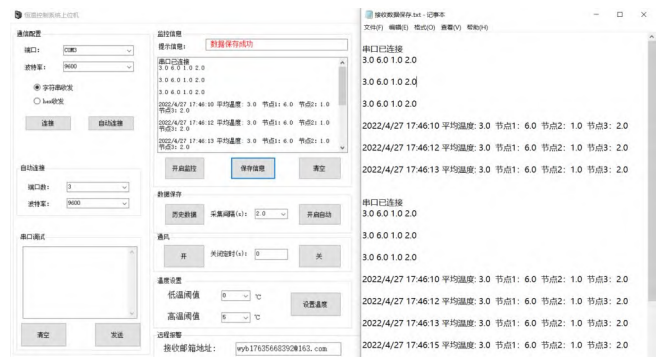 恒温控制系统上位机
通信配置
端口: COM3
波特率: 9600
字符串收发
hex收发
连接 自动连接
自动连接
端口数: 3
波特率: 9600
串口调试
清空 发送
监控信息
提示信息: 数据保存成功
串口已连接
3.0 6.0 1.0 2.0
3.0 6.0 1.0 2.0
3.0 6.0 1.0 2.0
2022/4/27 17:46:10 平均温度: 3.0 节点1: 6.0 节点2: 1.0
节点3: 2.0
2022/4/27 17:46:12 平均温度: 3.0 节点1: 6.0 节点2: 1.0
节点3: 2.0
2022/4/27 17:46:13 平均温度: 3.0 节点1: 6.0 节点2: 1.0
节点3: 2.0
开启监控 保存信息 清空
数据保存
历史数据 采集间隔(s): 2.0 开启自动
通风
开 关闭定时(s): 0 关
温度设置
低温阈值 0 ℃
高温阈值 5 ℃
设置温度
远程报警
接收邮箱地址: wyb17635668392@163.com
接收数据保存.txt - 记事本
文件(F) 编辑(E) 格式(O) 查看(V) 帮助(H)
串口已连接
3.0 6.0 1.0 2.0
3.0 6.0 1.0 2.0
3.0 6.0 1.0 2.0
2022/4/27 17:46:10 平均温度: 3.0 节点1: 6.0 节点2: 1.0 节点3: 2.0
2022/4/27 17:46:12 平均温度: 3.0 节点1: 6.0 节点2: 1.0 节点3: 2.0
2022/4/27 17:46:13 平均温度: 3.0 节点1: 6.0 节点2: 1.0 节点3: 2.0
串口已连接
3.0 6.0 1.0 2.0
3.0 6.0 1.0 2.0
3.0 6.0 1.0 2.0
2022/4/27 17:46:10 平均温度: 3.0 节点1: 6.0 节点2: 1.0 节点3: 2.0
2022/4/27 17:46:12 平均温度: 3.0 节点1: 6.0 节点2: 1.0 节点3: 2.0
2022/4/27 17:46:13 平均温度: 3.0 节点1: 6.0 节点2: 1.0 节点3: 2.0
2022/4/27 17:46:15 平均温度: 3.0 节点1: 6.0 节点2: 1.0 节点3: 2.0